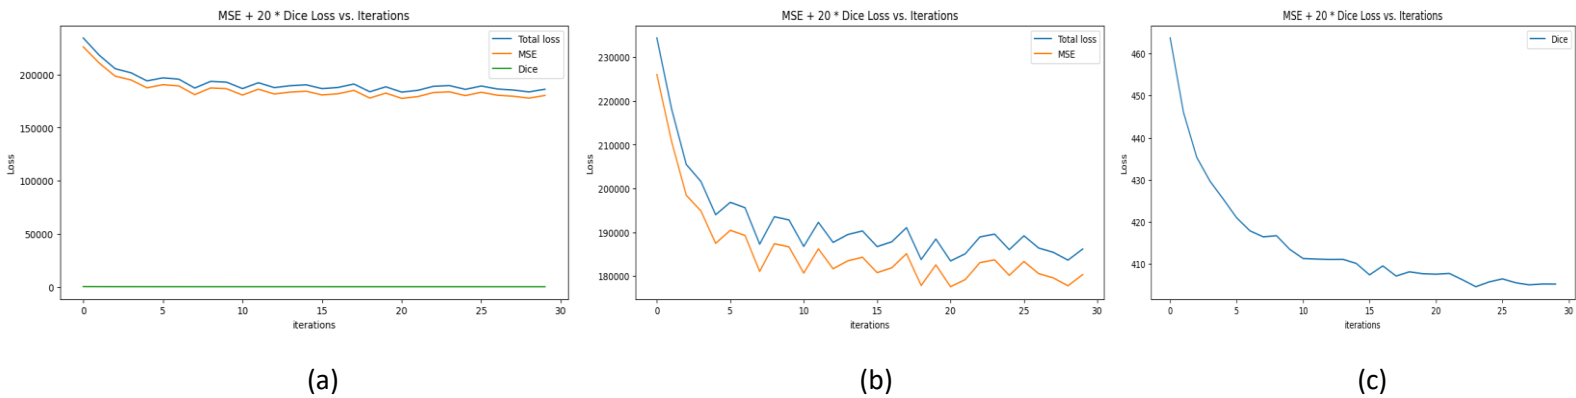 MSE + 20 * Dice Loss vs. Iterations
Total loss
MSE
Dice
200000
150000
100000
50000
0
Loss
0 5 10 15 20 25 30
iterations
(a)
MSE + 20 * Dice Loss vs. Iterations
Total loss
MSE
230000
220000
210000
200000
190000
180000
Loss
0 5 10 15 20 25 30
iterations
(b)
MSE + 20 * Dice Loss vs. Iterations
Dice
460
450
440
430
420
410
Loss
0 5 10 15 20 25 30
iterations
(c)